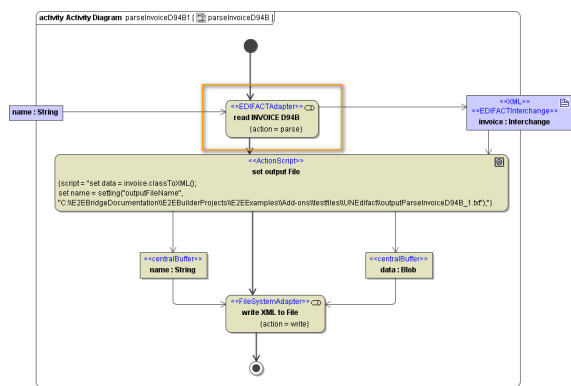 activity Activity Diagram parseInvoiceD94B1 [ parseInvoiceD94B ]
<<EDIFACTAdapter>>
read INVOICE D94B
{action = parse}
name : String
<<XML>>
<<EDIFACTInterchange>>
invoice : Interchange
<<ActionScript>>
set output File
{script = "set data = invoice.classToXML();
set name = setting("outputFileName",
"C:\\E2EBridgeDocumentation\\E2EBuilderProjects\\E2EExamples\\Add-ons\\testfiles\\UNEdifact\\outputParseInvoiceD94B_1.txt");"}
<<centralBuffer>>
name : String
<<centralBuffer>>
data : Blob
<<FileSystemAdapter>>
write XML to File
{action = write}